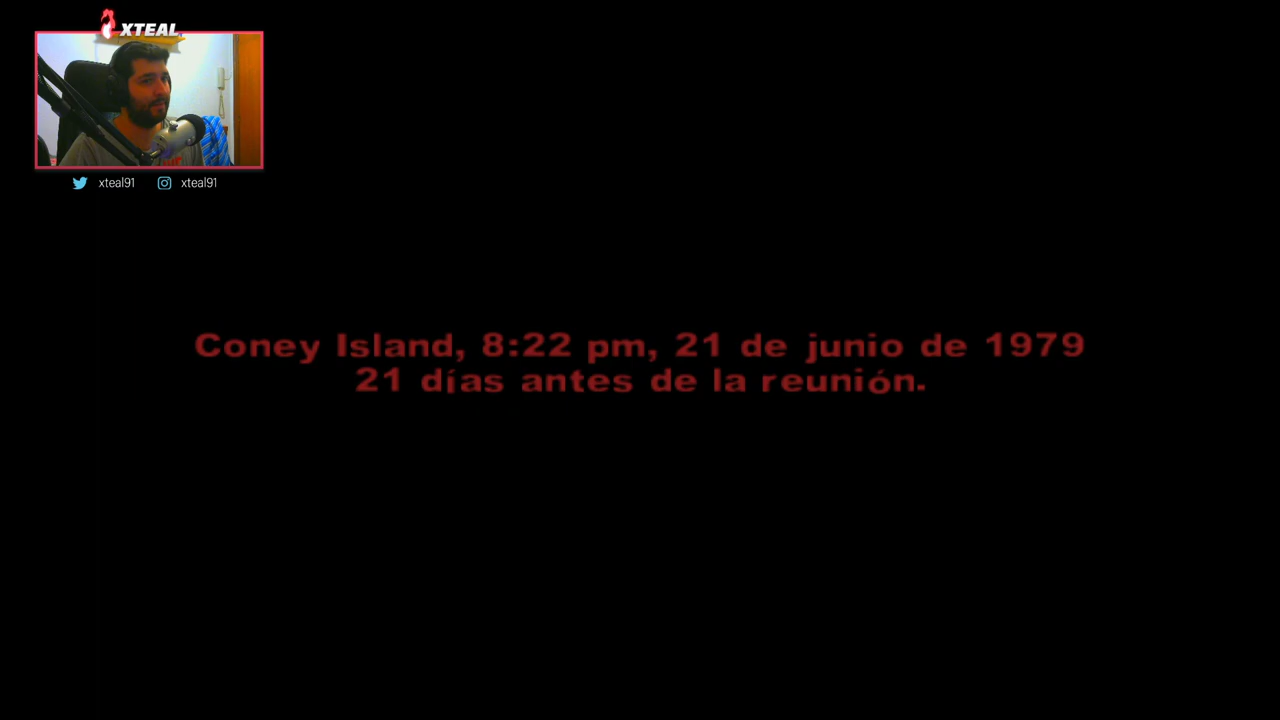 XTEAL
xteal91 xteal91
Coney Island, 8:22 pm, 21 de junio de 1979
21 días antes de la reunión.